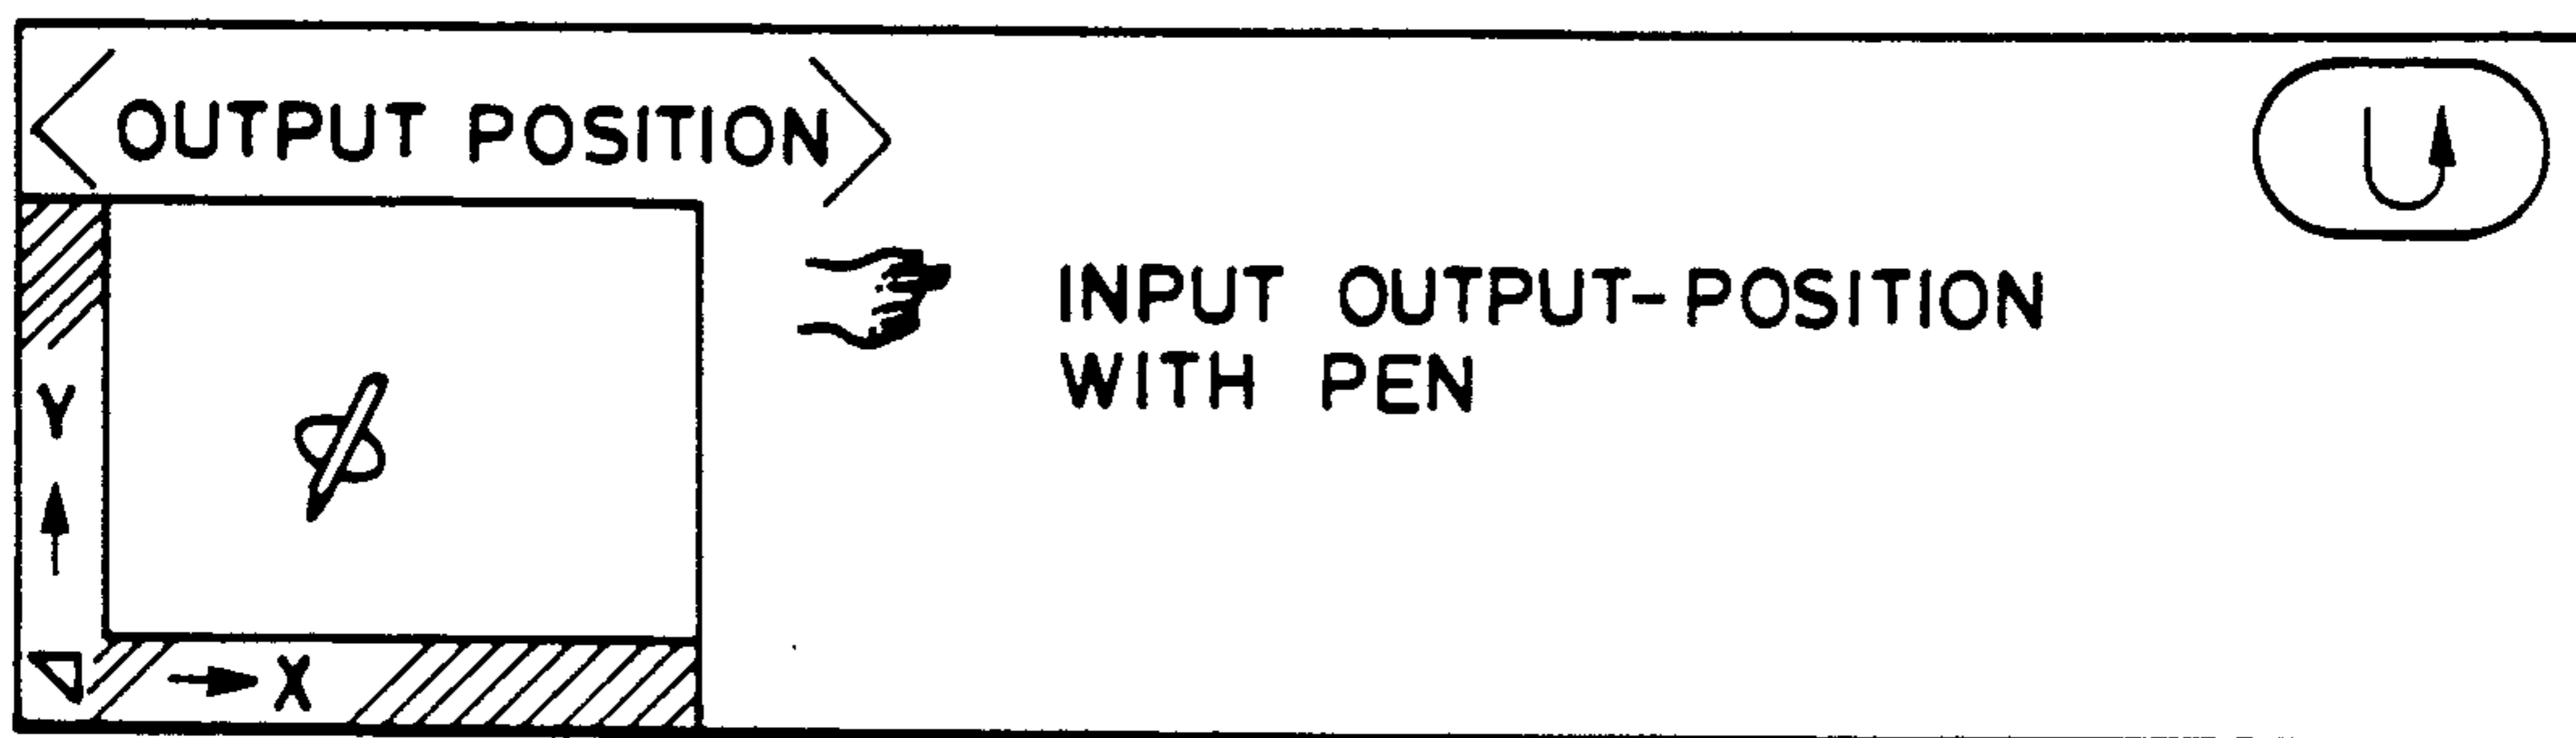 OUTPUT POSITION
INPUT OUTPUT-POSITION
WITH PEN
Y
X